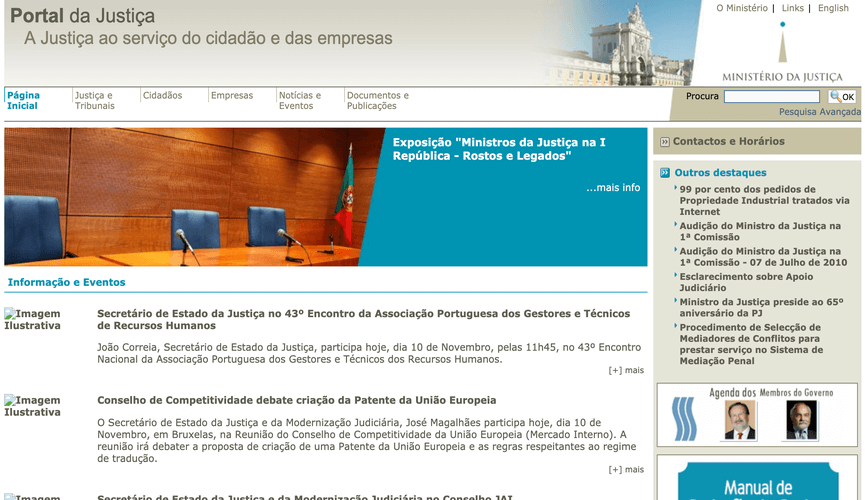 Portal da Justiça
A Justiça ao serviço do cidadão e das empresas
O Ministério | Links | English
MINISTÉRIO DA JUSTIÇA
Página
Inicial
Justiça e
Tribunais
Cidadãos
Empresas
Notícias e
Eventos
Documentos e
Publicações
Procura
OK
Pesquisa Avançada
Exposição "Ministros da Justiça na I
República - Rostos e Legados"
...mais info
Informação e Eventos
Imagem
Ilustrativa
Secretário de Estado da Justiça no 43º Encontro da Associação Portuguesa dos Gestores e Técnicos
de Recursos Humanos
João Correia, Secretário de Estado da Justiça, participa hoje, dia 10 de Novembro, pelas 11h45, no 43º Encontro
Nacional da Associação Portuguesa dos Gestores e Técnicos dos Recursos Humanos.
[+] mais
Imagem
Ilustrativa
Conselho de Competitividade debate criação da Patente da União Europeia
O Secretário de Estado da Justiça e da Modernização Judiciária, José Magalhães participa hoje, dia 10 de
Novembro, em Bruxelas, na Reunião do Conselho de Competitividade da União Europeia (Mercado Interno). A
reunião irá debater a proposta de criação de uma Patente da União Europeia e as regras respeitantes ao regime
de tradução.
[+] mais
Imagem
Secretário de Estado da Justiça e da Modernização Judiciária no Conselho JAI
Contactos e Horários
Outros destaques
99 por cento dos pedidos de
Propriedade Industrial tratados via
Internet
Audição do Ministro da Justiça na
1ª Comissão
Audição do Ministro da Justiça na
1ª Comissão - 07 de Julho de 2010
Esclarecimento sobre Apoio
Judiciário
Ministro da Justiça preside ao 65º
aniversário da PJ
Procedimento de Selecção de
Mediadores de Conflitos para
prestar serviço no Sistema de
Mediação Penal
Agenda dos Membros do Governo
Manual de